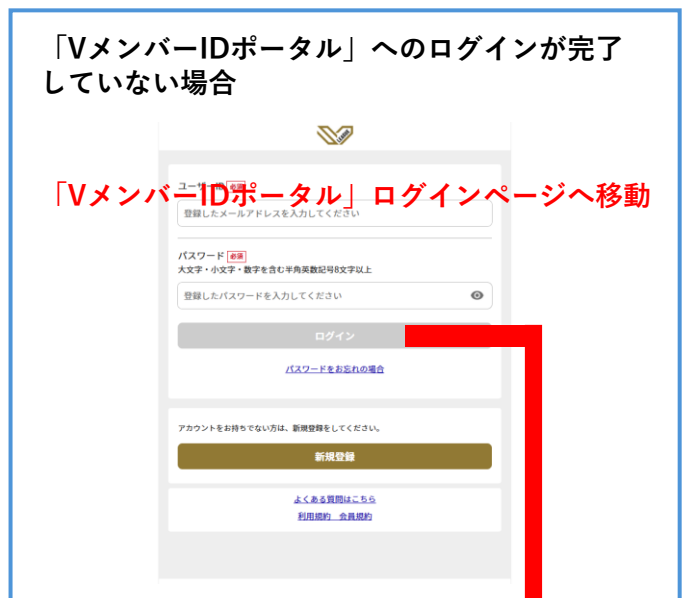 「VメンバーIDポータル」へのログインが完了
していない場合
LEAGUE
ユーザーID 必須
「VメンバーIDポータル」ログインページへ移動
登録したメールアドレスを入力してください
パスワード 必須
大文字・小文字・数字を含む半角英数記号8文字以上
登録したパスワードを入力してください
ログイン
パスワードをお忘れの場合
アカウントをお持ちでない方は、新規登録をしてください。
新規登録
よくある質問はこちら
利用規約 会員規約